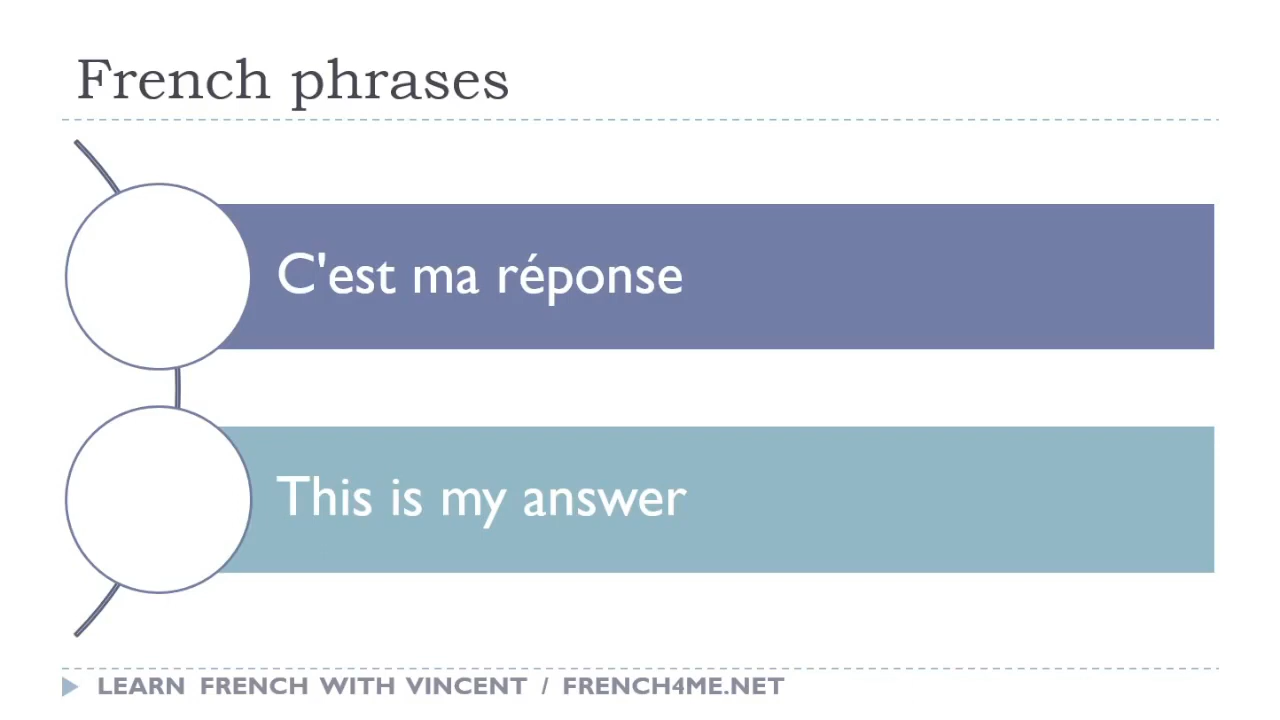 French phrases
C'est ma réponse
This is my answer
LEARN FRENCH WITH VINCENT / FRENCH4ME.NET